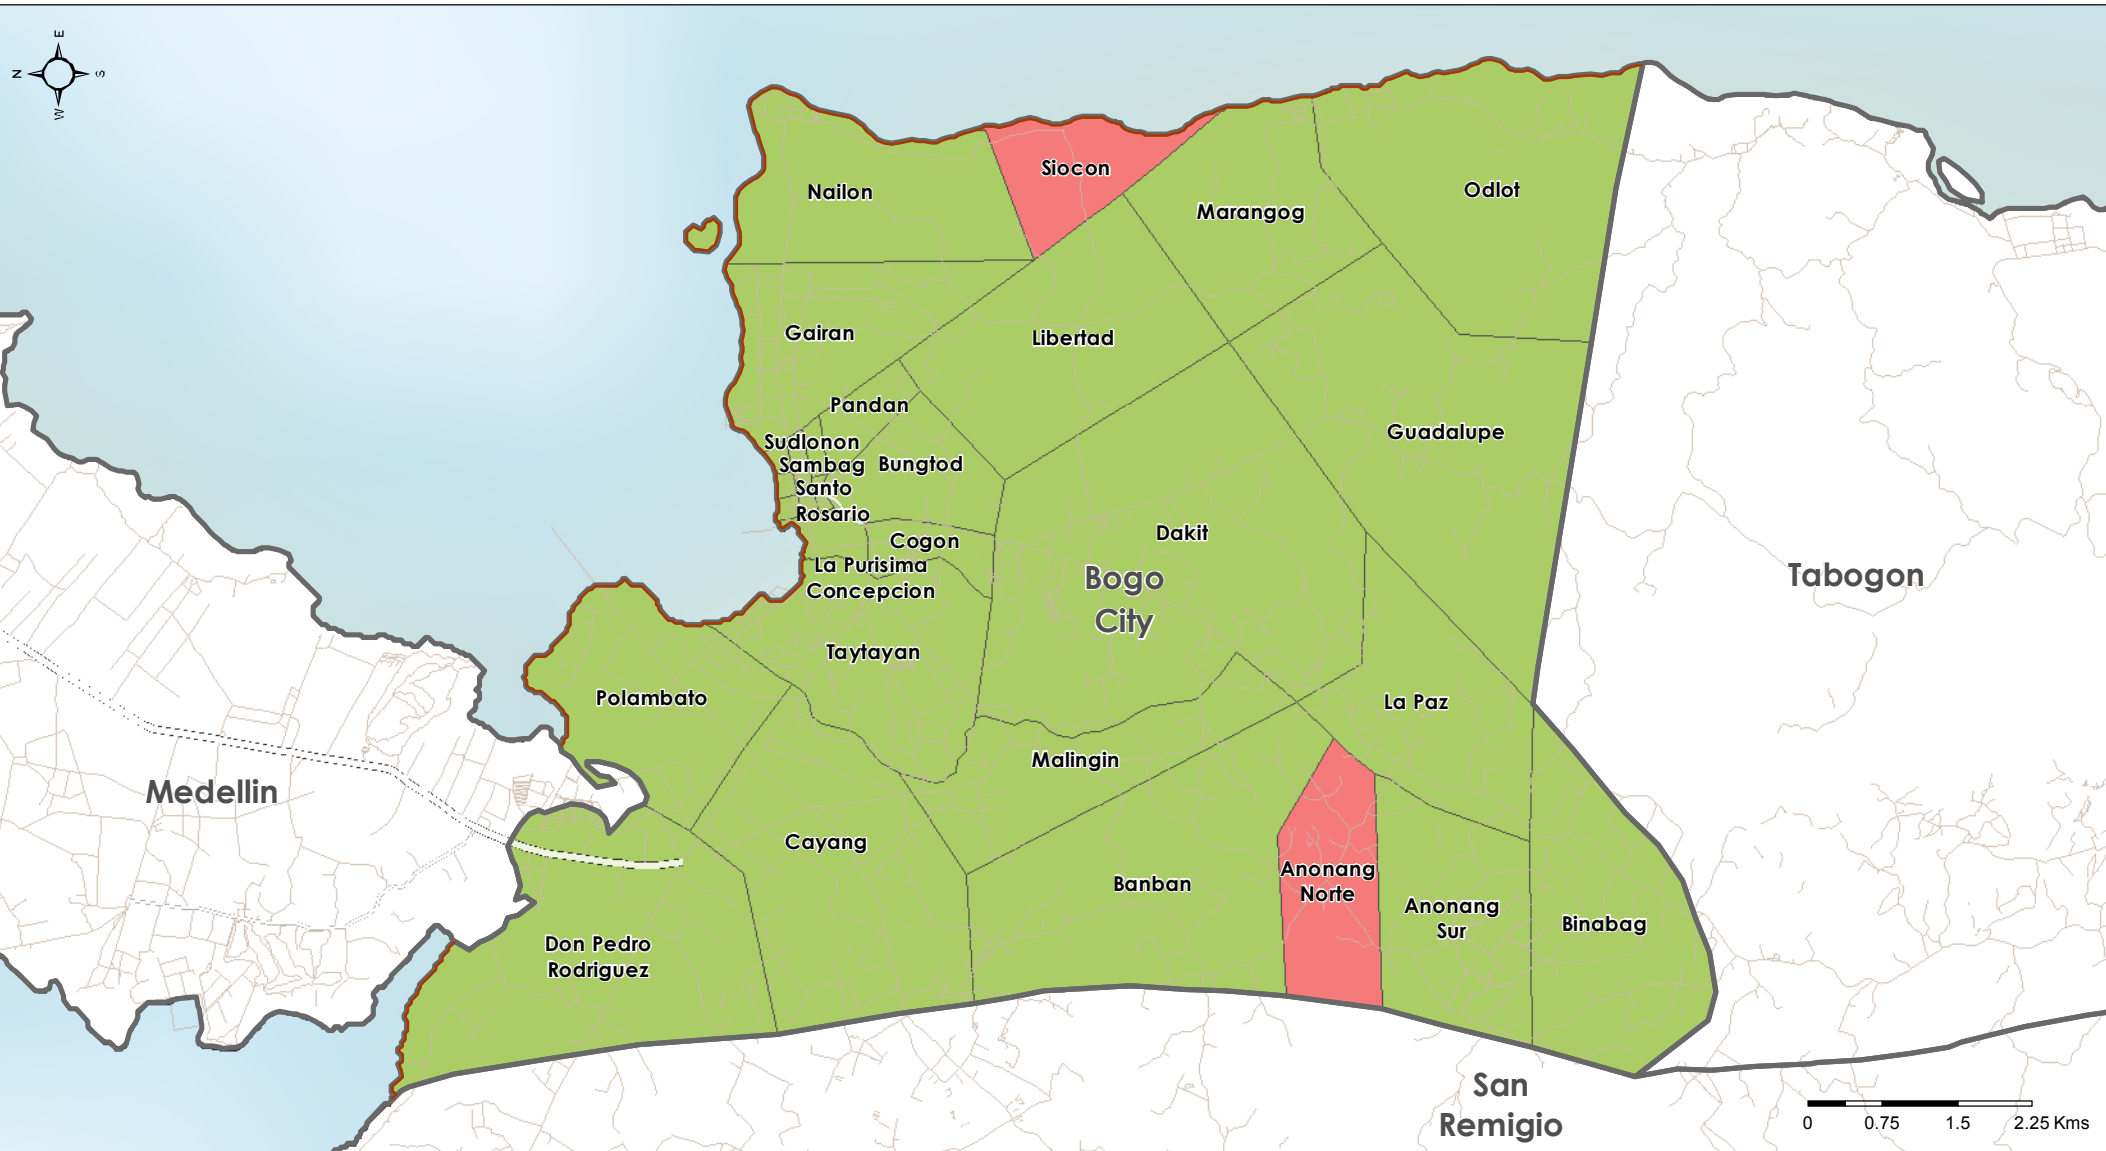 E
N
S
W
Siocon
Nailon
Odlot
Marangog
Gairan
Libertad
Pandan
Guadalupe
Sudlonon
Sambag
Bungtod
Santo
Rosario
Dakit
Cogon
La Purisima
Concepcion
Bogo
City
Tabogon
Taytayan
Polambato
La Paz
Malingin
Medellin
Cayang
Anonang
Norte
Banban
Anonang
Sur
Binabag
Don Pedro
Rodriguez
San
Remigio
0 0.75 1.5 2.25 Kms